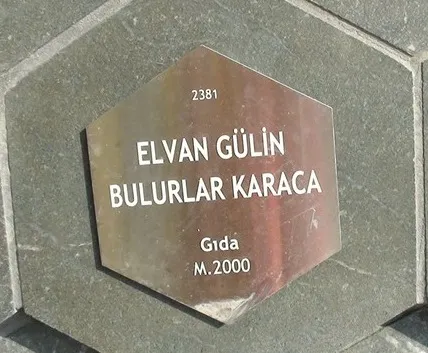 2381
ELVAN GÜLİN
BULURLAR KARACA
Gıda
M.2000